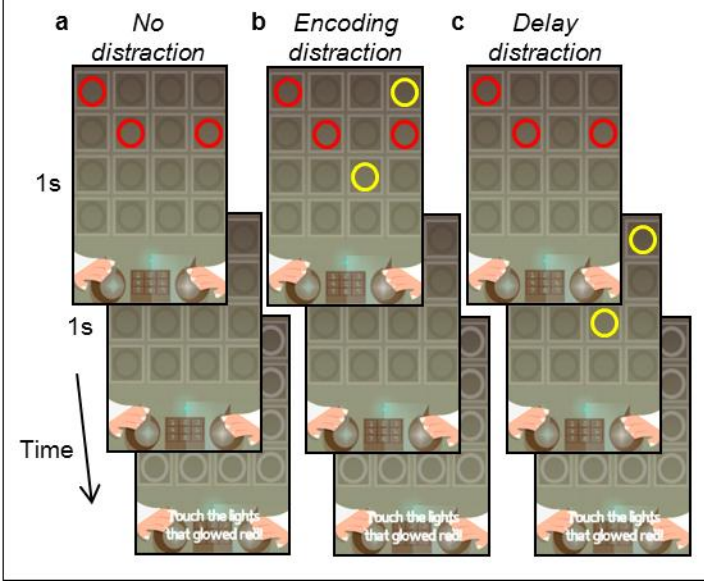 a No distraction
b Encoding distraction
c Delay distraction
1s
1s
Time
Touch the lights
that glowed red!
Touch the lights
that glowed red!
Touch the lights
that glowed red!